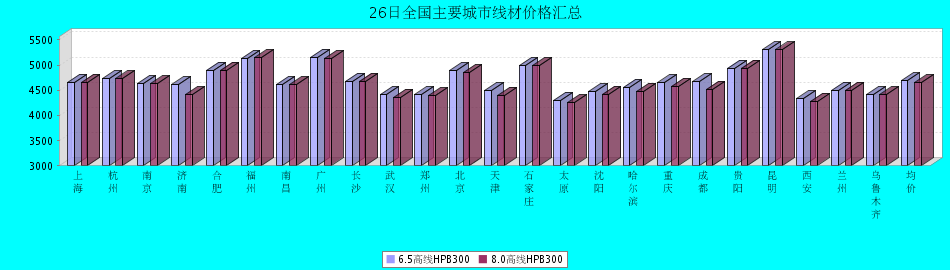 26日全国主要城市线材价格汇总
5500
5000
4500
4000
3500
3000
上海
杭州
南京
济南
合肥
福州
南昌
广州
长沙
武汉
郑州
北京
天津
石家庄
太原
沈阳
哈尔滨
重庆
成都
贵阳
昆明
西安
兰州
乌鲁木齐
均价
6.5高线HPB300 8.0高线HPB300